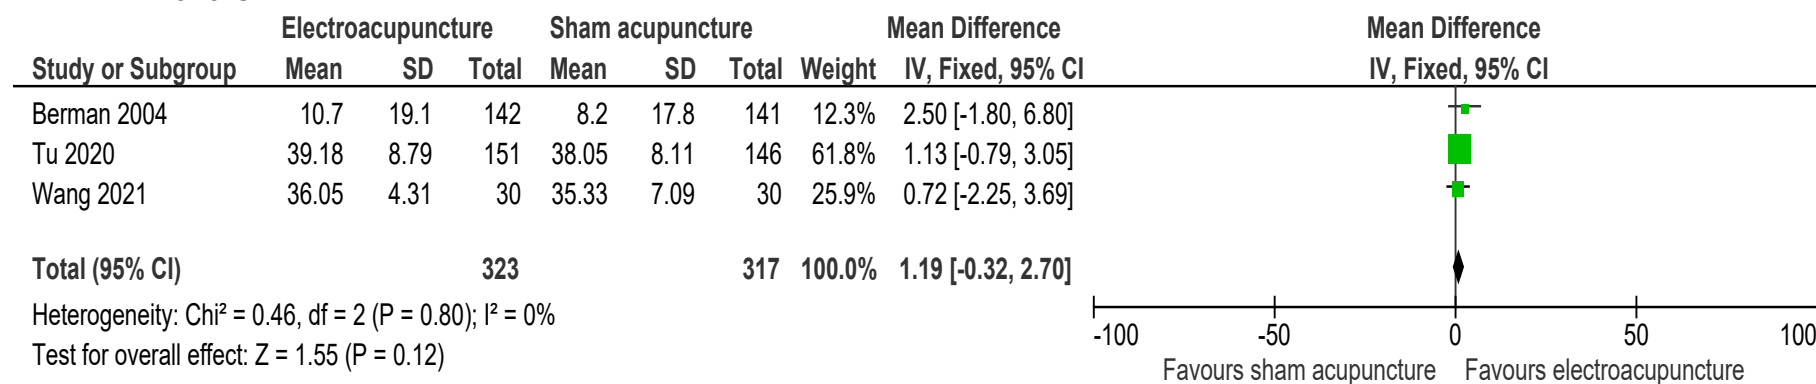 Electroacupuncture Sham acupuncture Mean Difference Mean Difference
Study or Subgroup Mean SD Total Mean SD Total Weight IV, Fixed, 95% CI IV, Fixed, 95% CI
Berman 2004 10.7 19.1 142 8.2 17.8 141 12.3% 2.50 [-1.80, 6.80]
Tu 2020 39.18 8.79 151 38.05 8.11 146 61.8% 1.13 [-0.79, 3.05]
Wang 2021 36.05 4.31 30 35.33 7.09 30 25.9% 0.72 [-2.25, 3.69]
Total (95% CI) 323 317 100.0% 1.19 [-0.32, 2.70]
Heterogeneity: Chi² = 0.46, df = 2 (P = 0.80); I² = 0%
Test for overall effect: Z = 1.55 (P = 0.12)
-100 -50 0 50 100
Favours sham acupuncture Favours electroacupuncture